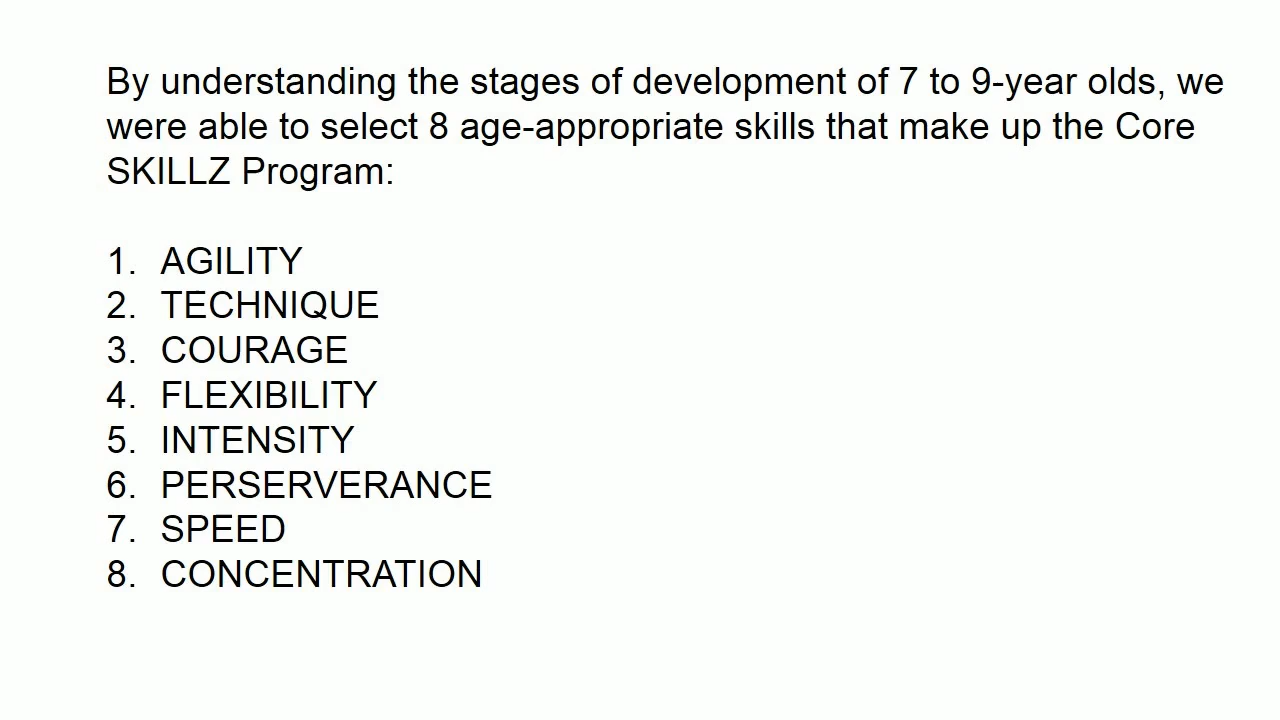 By understanding the stages of development of 7 to 9-year olds, we
were able to select 8 age-appropriate skills that make up the Core
SKILLZ Program:
1. AGILITY
2. TECHNIQUE
3. COURAGE
4. FLEXIBILITY
5. INTENSITY
6. PERSERVERANCE
7. SPEED
8. CONCENTRATION